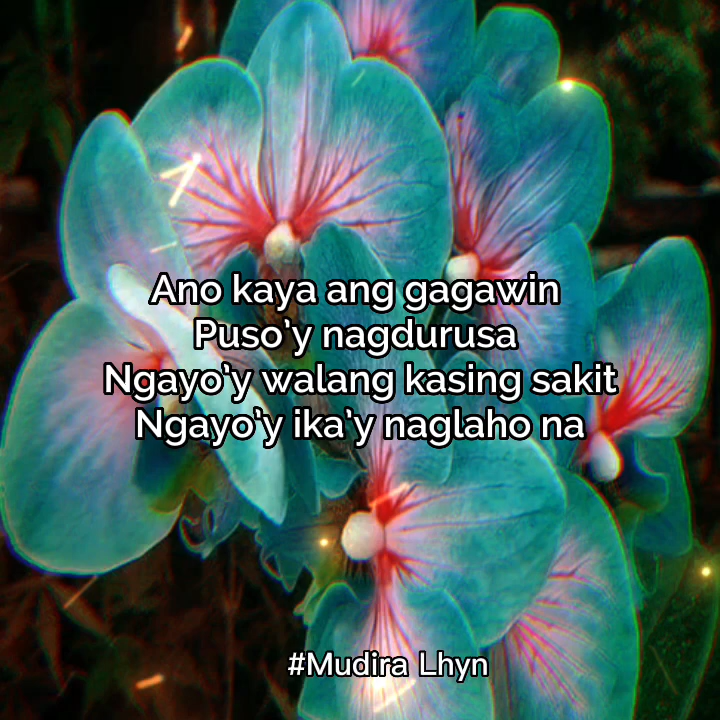 Ano kaya ang gagawin
Puso'y nagdurusa
Ngayo'y walang kasing sakit
Ngayo'y ika'y naglaho na
#Mudira Lhyn